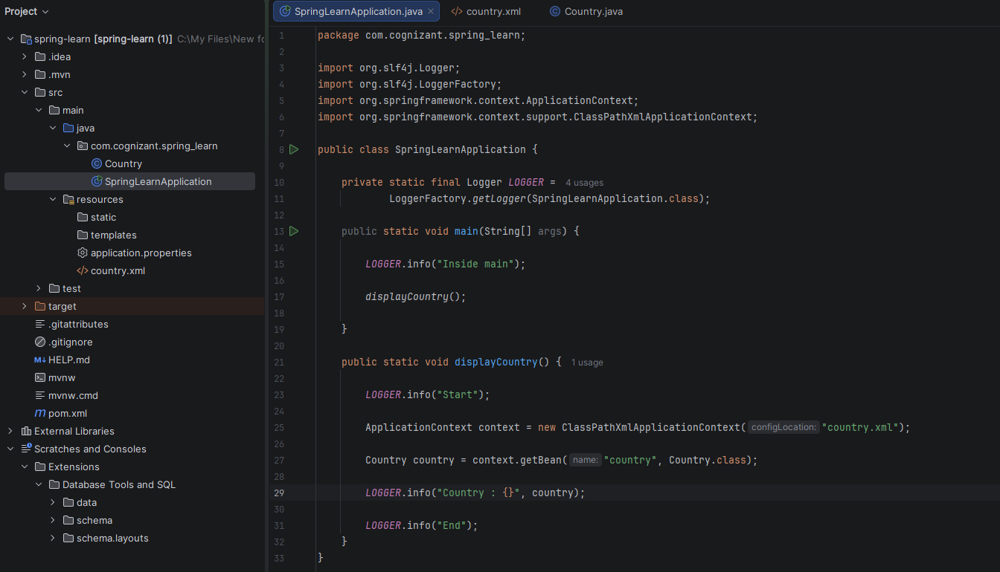 Project
spring-learn [spring-learn (1)] C:\My Files\New fo
.idea
.mvn
src
main
java
com.cognizant.spring_learn
Country
SpringLearnApplication
resources
static
templates
application.properties
country.xml
test
target
.gitattributes
.gitignore
HELP.md
mvnw
mvnw.cmd
pom.xml
External Libraries
Scratches and Consoles
Extensions
Database Tools and SQL
data
schema
schema.layouts
SpringLearnApplication.java
country.xml
Country.java
1 package com.cognizant.spring_learn;
2
3 import org.slf4j.Logger;
4 import org.slf4j.LoggerFactory;
5 import org.springframework.context.ApplicationContext;
6 import org.springframework.context.support.ClassPathXmlApplicationContext;
7
8 public class SpringLearnApplication {
9
10 private static final Logger LOGGER = 4 usages
11 LoggerFactory.getLogger(SpringLearnApplication.class);
12
13 public static void main(String[] args) {
14
15 LOGGER.info("Inside main");
16
17 displayCountry();
18
19 }
20
21 public static void displayCountry() { 1 usage
22
23 LOGGER.info("Start");
24
25 ApplicationContext context = new ClassPathXmlApplicationContext( configLocation: "country.xml");
26
27 Country country = context.getBean( name: "country", Country.class);
28
29 LOGGER.info("Country : {}", country);
30
31 LOGGER.info("End");
32 }
33 }